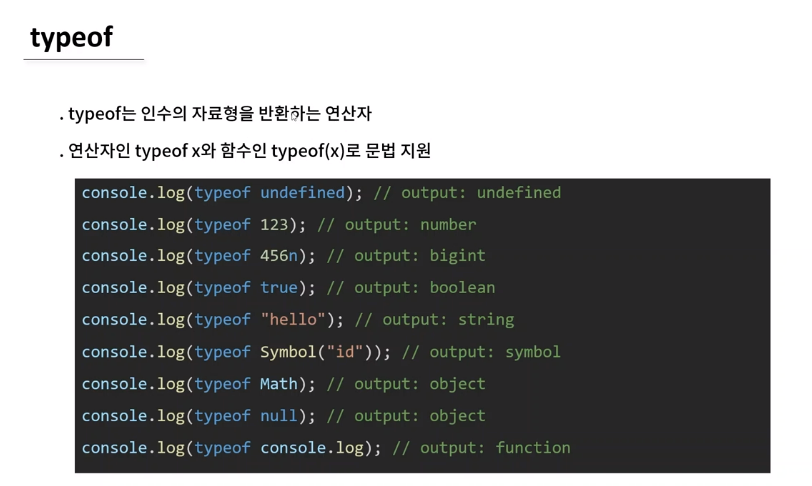 typeof
. typeof는 인수의 자료형을 반환하는 연산자
. 연산자인 typeof x와 함수인 typeof(x)로 문법 지원
console.log(typeof undefined); // output: undefined
console.log(typeof 123); // output: number
console.log(typeof 456n); // output: bigint
console.log(typeof true); // output: boolean
console.log(typeof "hello"); // output: string
console.log(typeof Symbol("id")); // output: symbol
console.log(typeof Math); // output: object
console.log(typeof null); // output: object
console.log(typeof console.log); // output: function